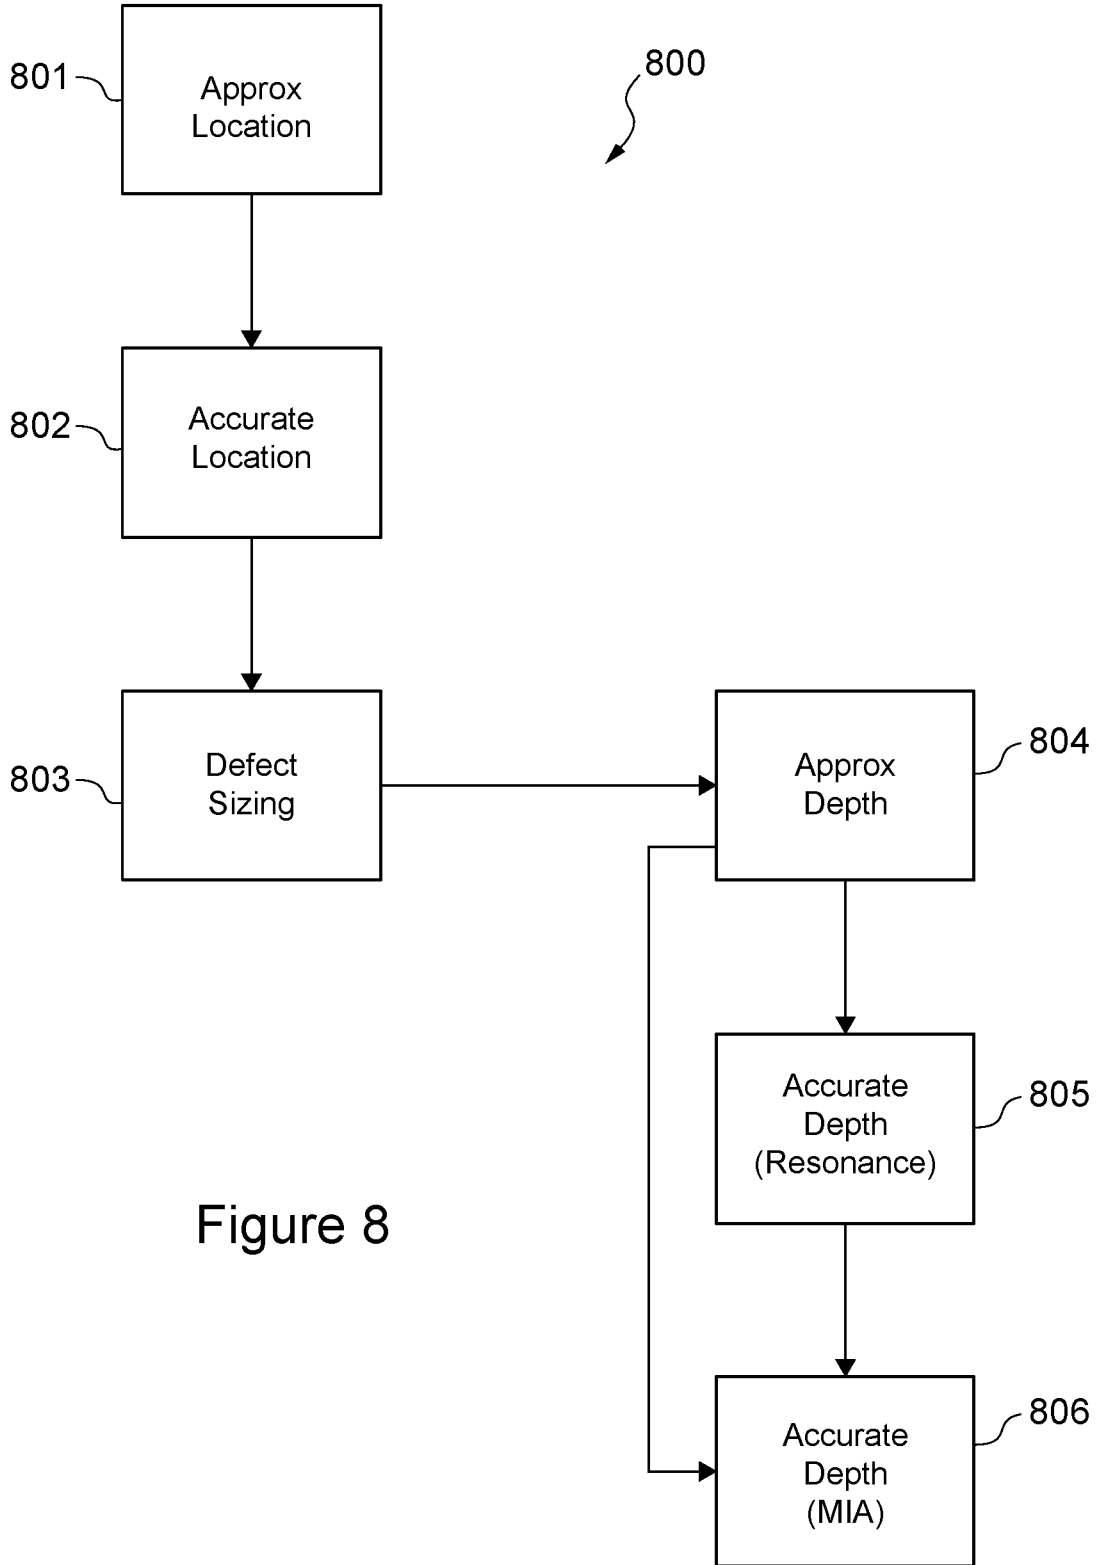 801
Approx
Location
800
802
Accurate
Location
803
Defect
Sizing
Approx
Depth
804
Accurate
Depth
(Resonance)
805
Accurate
Depth
(MIA)
806
Figure 8